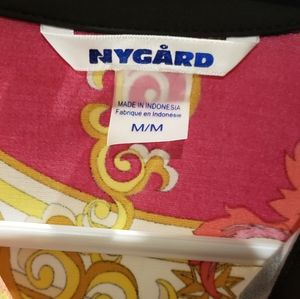 NYGÅRD
MADE IN INDONESIA
Fabriqué en Indonésie
M/M